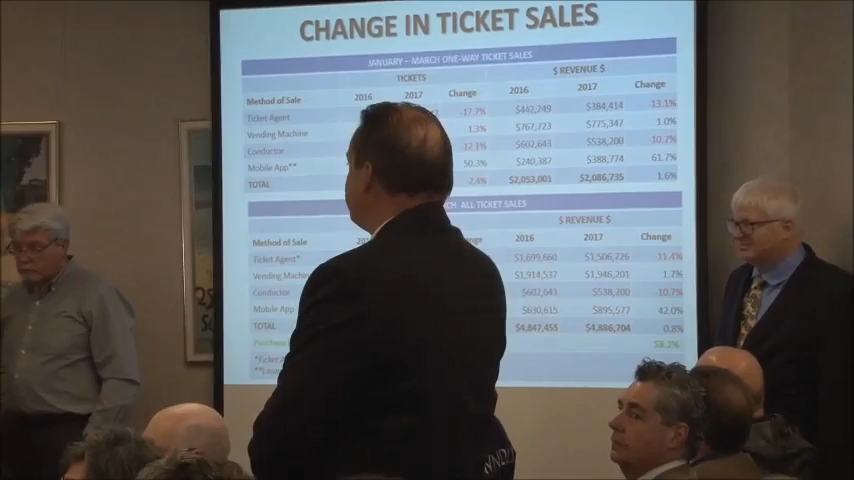 CHANGE IN TICKET SALES
JANUARY – MARCH ONE-WAY TICKET SALES
TICKETS $ REVENUE $
Method of Sale 2016 2017 Change 2016 2017 Change
Ticket Agent -17.7% $442,249 $384,414 -13.1%
Vending Machine 1.3% $767,723 $775,347 1.0%
Conductor 12.1% $602,643 $538,200 10.7%
Mobile App** 50.3% $240,387 $388,774 61.7%
TOTAL -2.4% $2,053,001 $2,086,735 1.6%
ALL TICKET SALES
$ REVENUE $
Method of Sale 2016 2017 Change
Ticket Agent* $1,699,660 $1,506,726 11.4%
Vending $1,914,537 $1,946,201 1.7%
Conductor $602,643 $538,200 -10.7%
Mobile App $630,615 $895,577 42.0%
TOTAL $4,847,455 $4,886,704 0.8%
58.2%